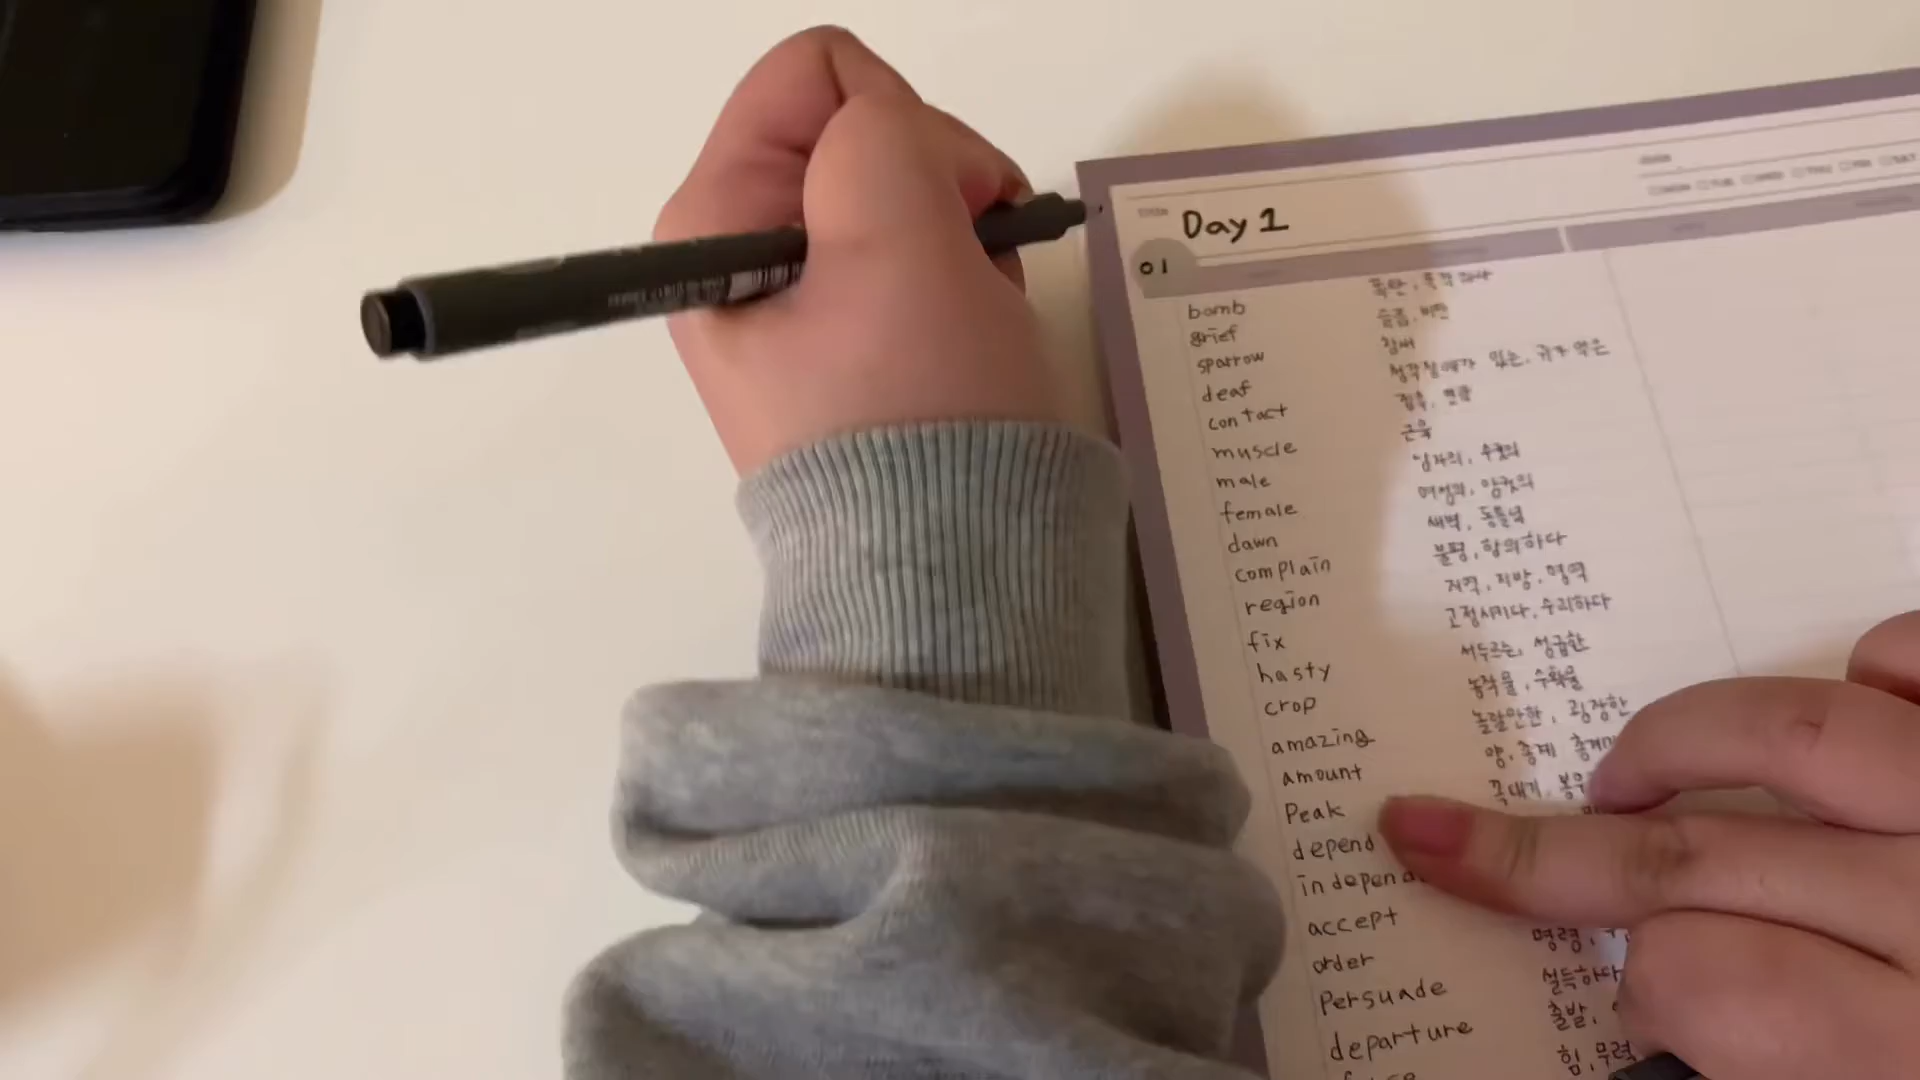 Day 1
01
bomb 폭탄, 폭격하다
grief 슬픔, 비탄
sparrow 참새
deaf 청각장애가 있는, 귀가 먹은
contact 접촉, 연락
muscle 근육
male 남자의, 수컷의
female 여성의, 암컷의
dawn 새벽, 동틀녘
complain 불평, 항의하다
region 지역, 지방, 영역
fix 고정시키다, 수리하다
hasty 서두르는, 성급한
crop 농작물, 수확물
amazing 놀랄만한, 굉장한
amount 양, 총계
Peak 꼭대기,
depend
accept
order 명령,
persuade 설득하다
departure 출발,
힘, 무력